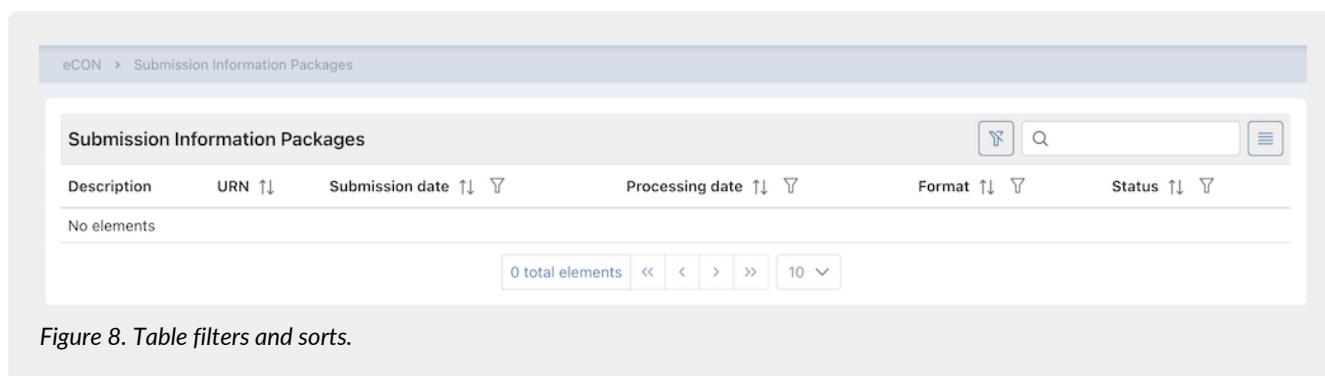 eCON > Submission Information Packages
Submission Information Packages
Description URN Submission date Processing date Format Status
No elements
0 total elements << < > >> 10
Figure 8. Table filters and sorts.